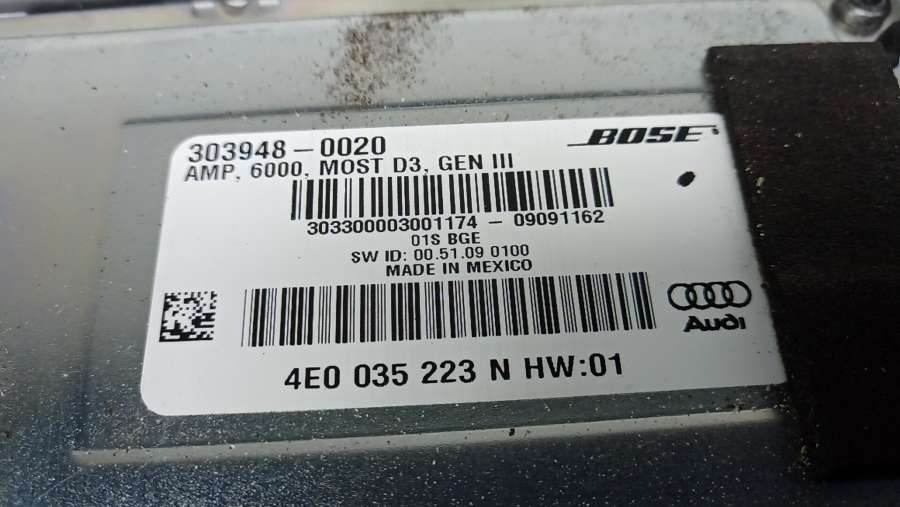 303948-0020
BOSE
AMP, 6000, MOST D3, GEN III
303300003001174 - 09091162
01S BGE
SW ID: 00.51.09 0100
MADE IN MEXICO
Audi
4E0 035 223 N HW:01